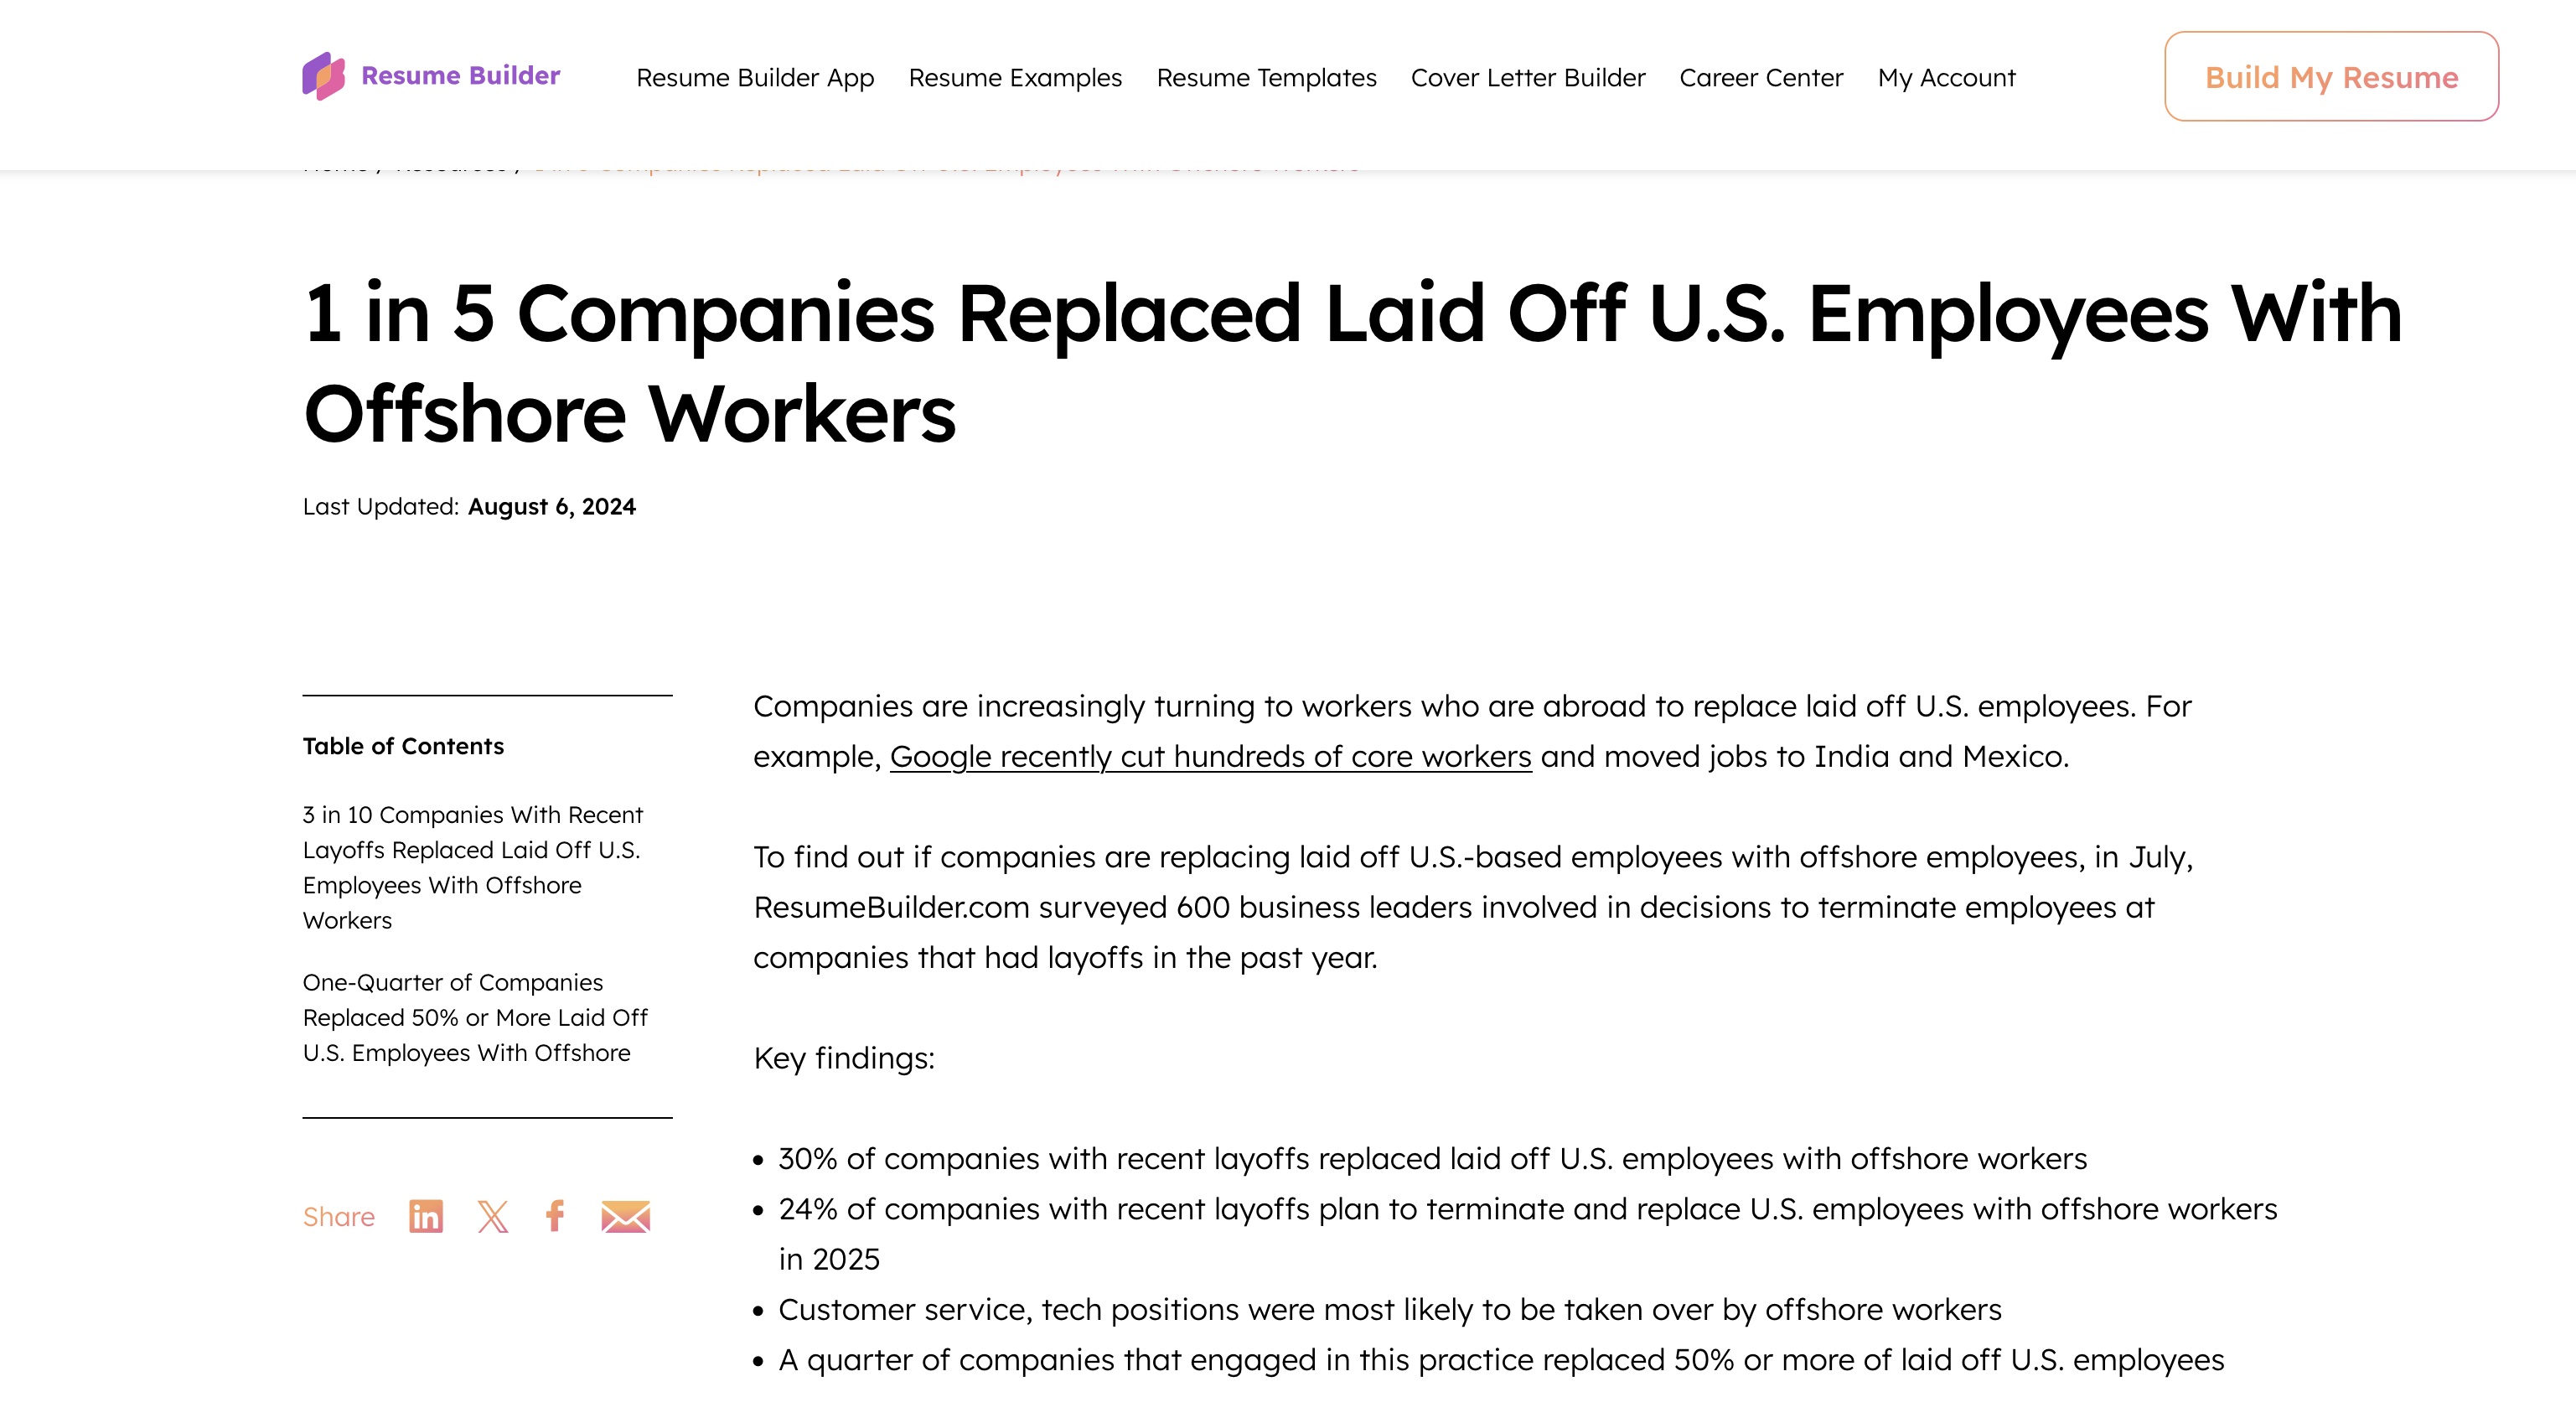 Resume Builder
Resume Builder App
Resume Examples
Resume Templates
Cover Letter Builder
Career Center
My Account
Build My Resume
1 in 5 Companies Replaced Laid Off U.S. Employees With
Offshore Workers
Last Updated: August 6, 2024
Table of Contents
3 in 10 Companies With Recent
Layoffs Replaced Laid Off U.S.
Employees With Offshore
Workers
One-Quarter of Companies
Replaced 50% or More Laid Off
U.S. Employees With Offshore
Share
Companies are increasingly turning to workers who are abroad to replace laid off U.S. employees. For
example, Google recently cut hundreds of core workers and moved jobs to India and Mexico.
To find out if companies are replacing laid off U.S.-based employees with offshore employees, in July,
ResumeBuilder.com surveyed 600 business leaders involved in decisions to terminate employees at
companies that had layoffs in the past year.
Key findings:
• 30% of companies with recent layoffs replaced laid off U.S. employees with offshore workers
• 24% of companies with recent layoffs plan to terminate and replace U.S. employees with offshore workers
in 2025
• Customer service, tech positions were most likely to be taken over by offshore workers
• A quarter of companies that engaged in this practice replaced 50% or more of laid off U.S. employees